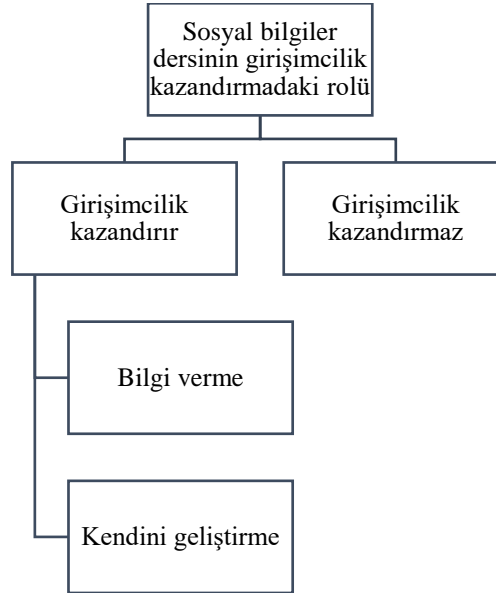 Sosyal bilgiler
dersinin girişimcilik
kazandırmadaki rolü
Girişimcilik
kazandırır
Girişimcilik
kazandırmaz
Bilgi verme
Kendini geliştirme